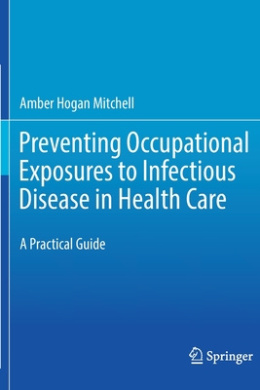 Amber Hogan Mitchell
Preventing Occupational
Exposures to Infectious
Disease in Health Care
A Practical Guide
Springer